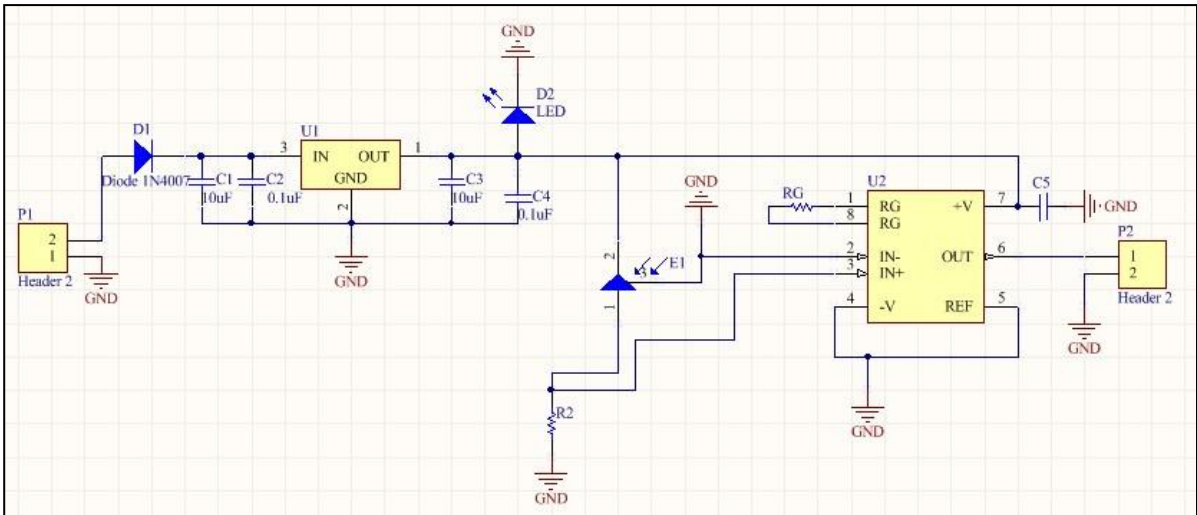 GND
D2
LED
D1
Diode 1N4007
C1
10uF
C2
0.1uF
U1
3
IN
OUT
1
GND
2
C3
10uF
C4
0.1uF
P1
2
1
Header 2
GND
GND
GND
2
3
E1
1
R2
GND
RG
U2
1
RG
+V
7
8
RG
2
IN-
OUT
6
3
IN+
4
-V
REF
5
C5
GND
P2
1
2
Header 2
GND
GND